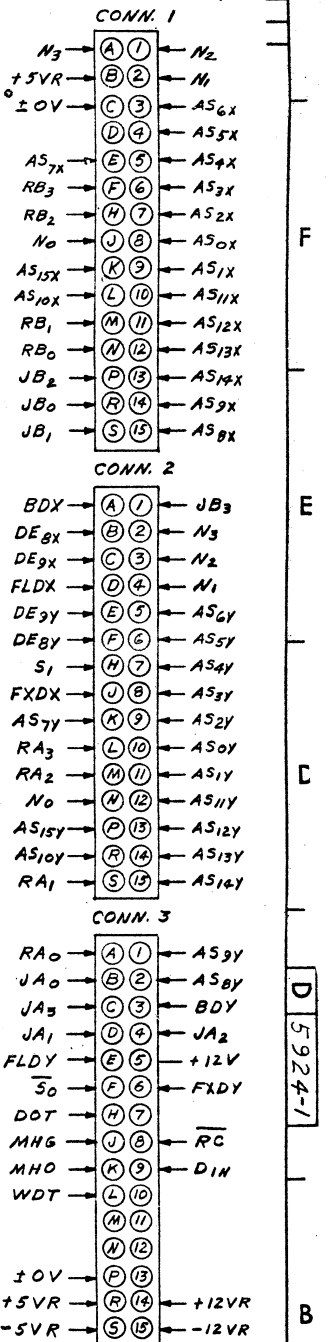 CONN. 1
N3 A 1 N2
+5VR B 2 N1
±0V C 3 AS6X
D 4 AS5X
AS7X E 5 AS4X
RB3 F 6 AS3X
RB2 H 7 AS2X
N0 J 8 AS0X
AS15X K 9 AS1X
AS10X L 10 AS11X
RB1 M 11 AS12X
RB0 N 12 AS13X
JB2 P 13 AS14X
JB0 R 14 AS9X
JB1 S 15 AS8X
CONN. 2
BDX A 1 JB3
DE8X B 2 N3
DE9X C 3 N2
FLDX D 4 N1
DE9Y E 5 AS6Y
DE8Y F 6 AS5Y
S1 H 7 AS4Y
FXDX J 8 AS3Y
AS7Y K 9 AS2Y
RA3 L 10 AS0Y
RA2 M 11 AS1Y
N0 N 12 AS11Y
AS15Y P 13 AS12Y
AS10Y R 14 AS13Y
RA1 S 15 AS14Y
CONN. 3
RA0 A 1 AS9Y
JA0 B 2 AS8Y
JA3 C 3 BDY
JA1 D 4 JA2
FLDY E 5 +12V
S0 F 6 FXDY
DOT H 7
MHG J 8 RC
MHO K 9 DIN
WDT L 10
M 11
N 12
±0V P 13
+5VR R 14 +12VR
-5VR S 15 -12VR
F
E
D
5924-1
B